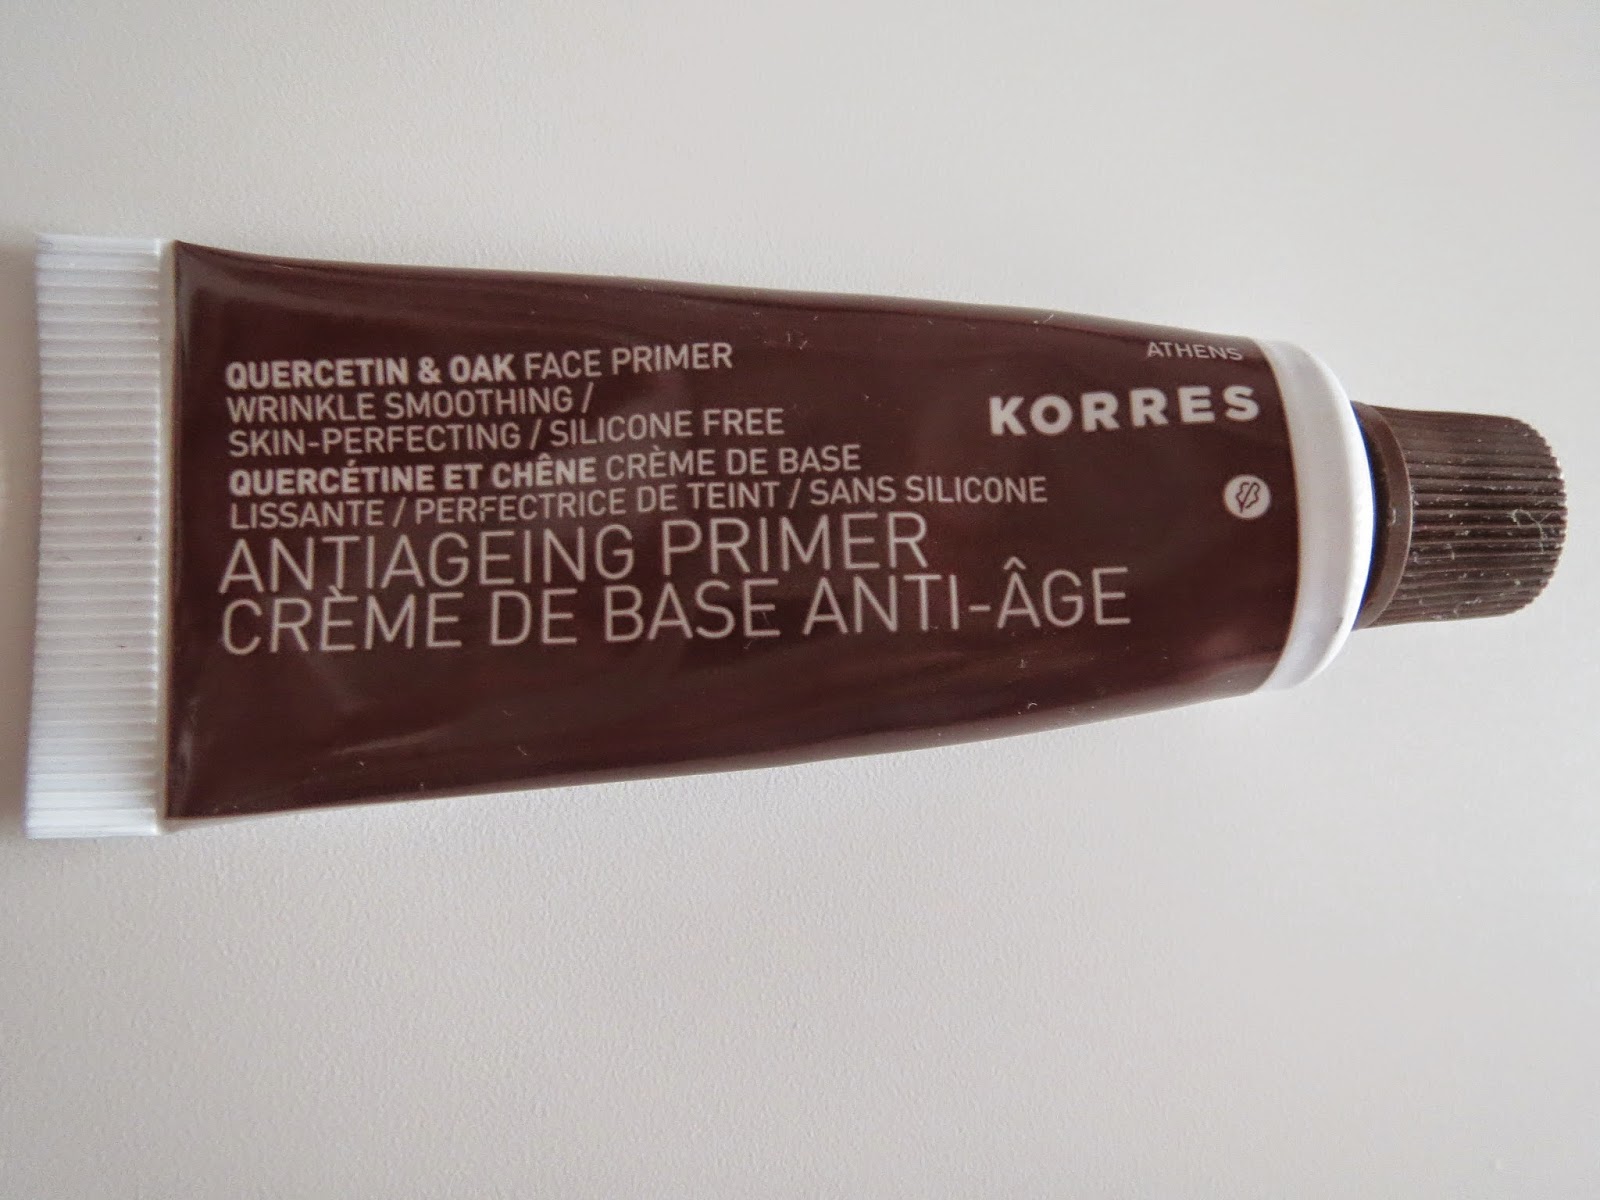 QUERCETIN & OAK FACE PRIMER
WRINKLE SMOOTHING /
SKIN-PERFECTING / SILICONE FREE
QUERCÉTINE ET CHÊNE CRÈME DE BASE
LISSANTE / PERFECTRICE DE TEINT / SANS SILICONE
ANTIAGEING PRIMER
CRÈME DE BASE ANTI-ÂGE
ATHENS
KORRES